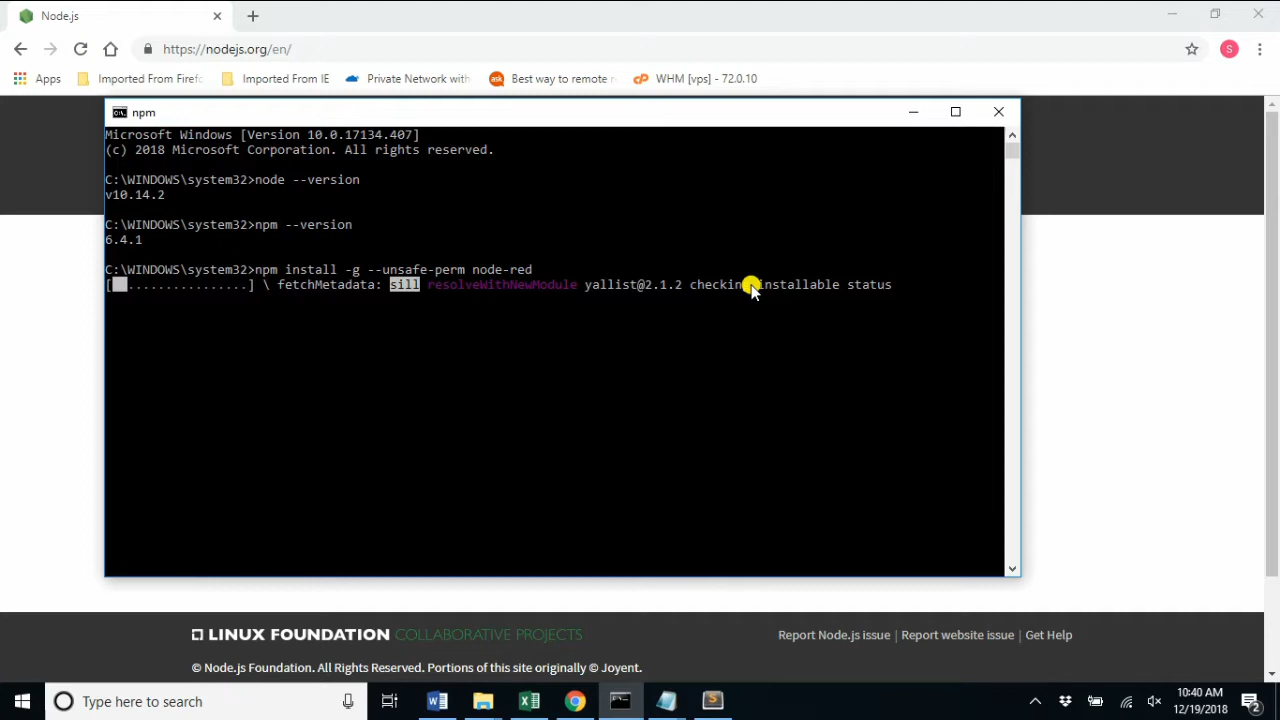 Node.js
https://nodejs.org/en/
S
Apps
Imported From Firefo
Imported From IE
Private Network with
ask
Best way to remote
cP
WHM [vps] - 72.0.10
npm
Microsoft Windows [Version 10.0.17134.407]
(c) 2018 Microsoft Corporation. All rights reserved.
C:\WINDOWS\system32>node --version
v10.14.2
C:\WINDOWS\system32>npm --version
6.4.1
C:\WINDOWS\system32>npm install -g --unsafe-perm node-red
[ ................] \ fetchMetadata: sill resolveWithNewModule yallist@2.1.2 checking installable status
LINUX FOUNDATION COLLABORATIVE PROJECTS
Report Node.js issue | Report website issue | Get Help
© Node.js Foundation. All Rights Reserved. Portions of this site originally © Joyent.
Type here to search
10:40 AM
12/19/2018
2